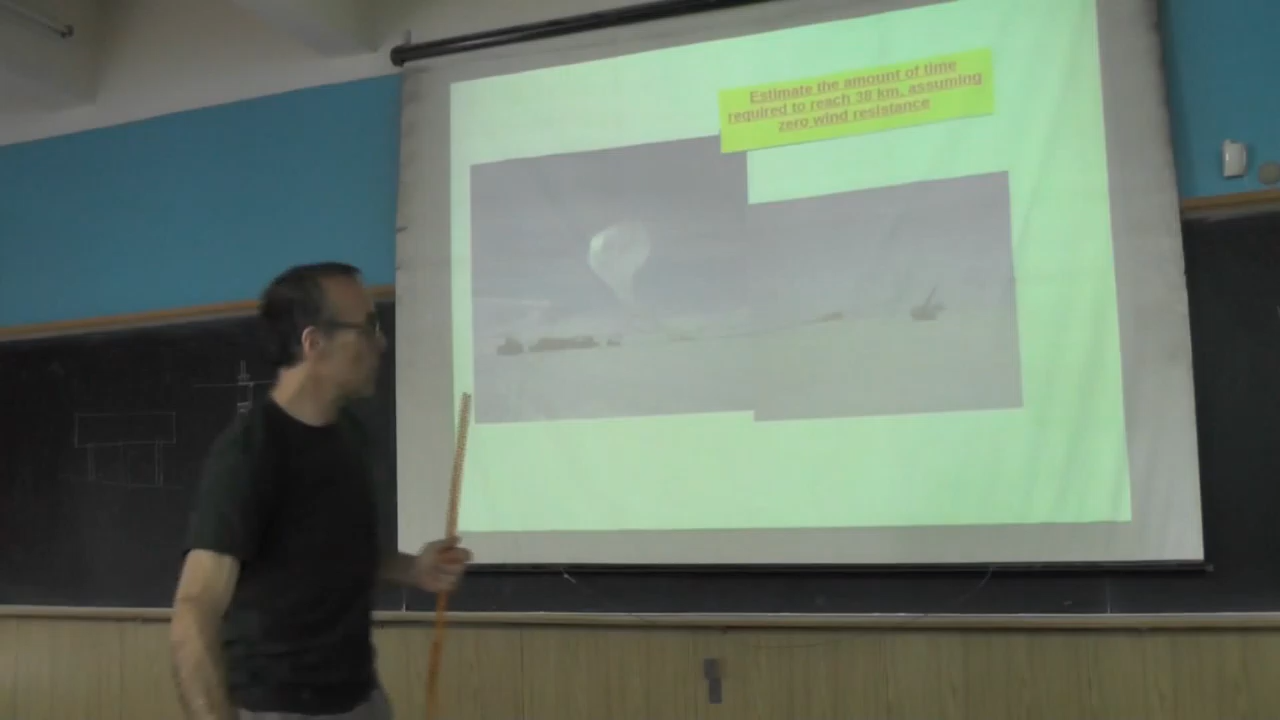 Estimate the amount of time
required to reach 38 km, assuming
zero wind resistance